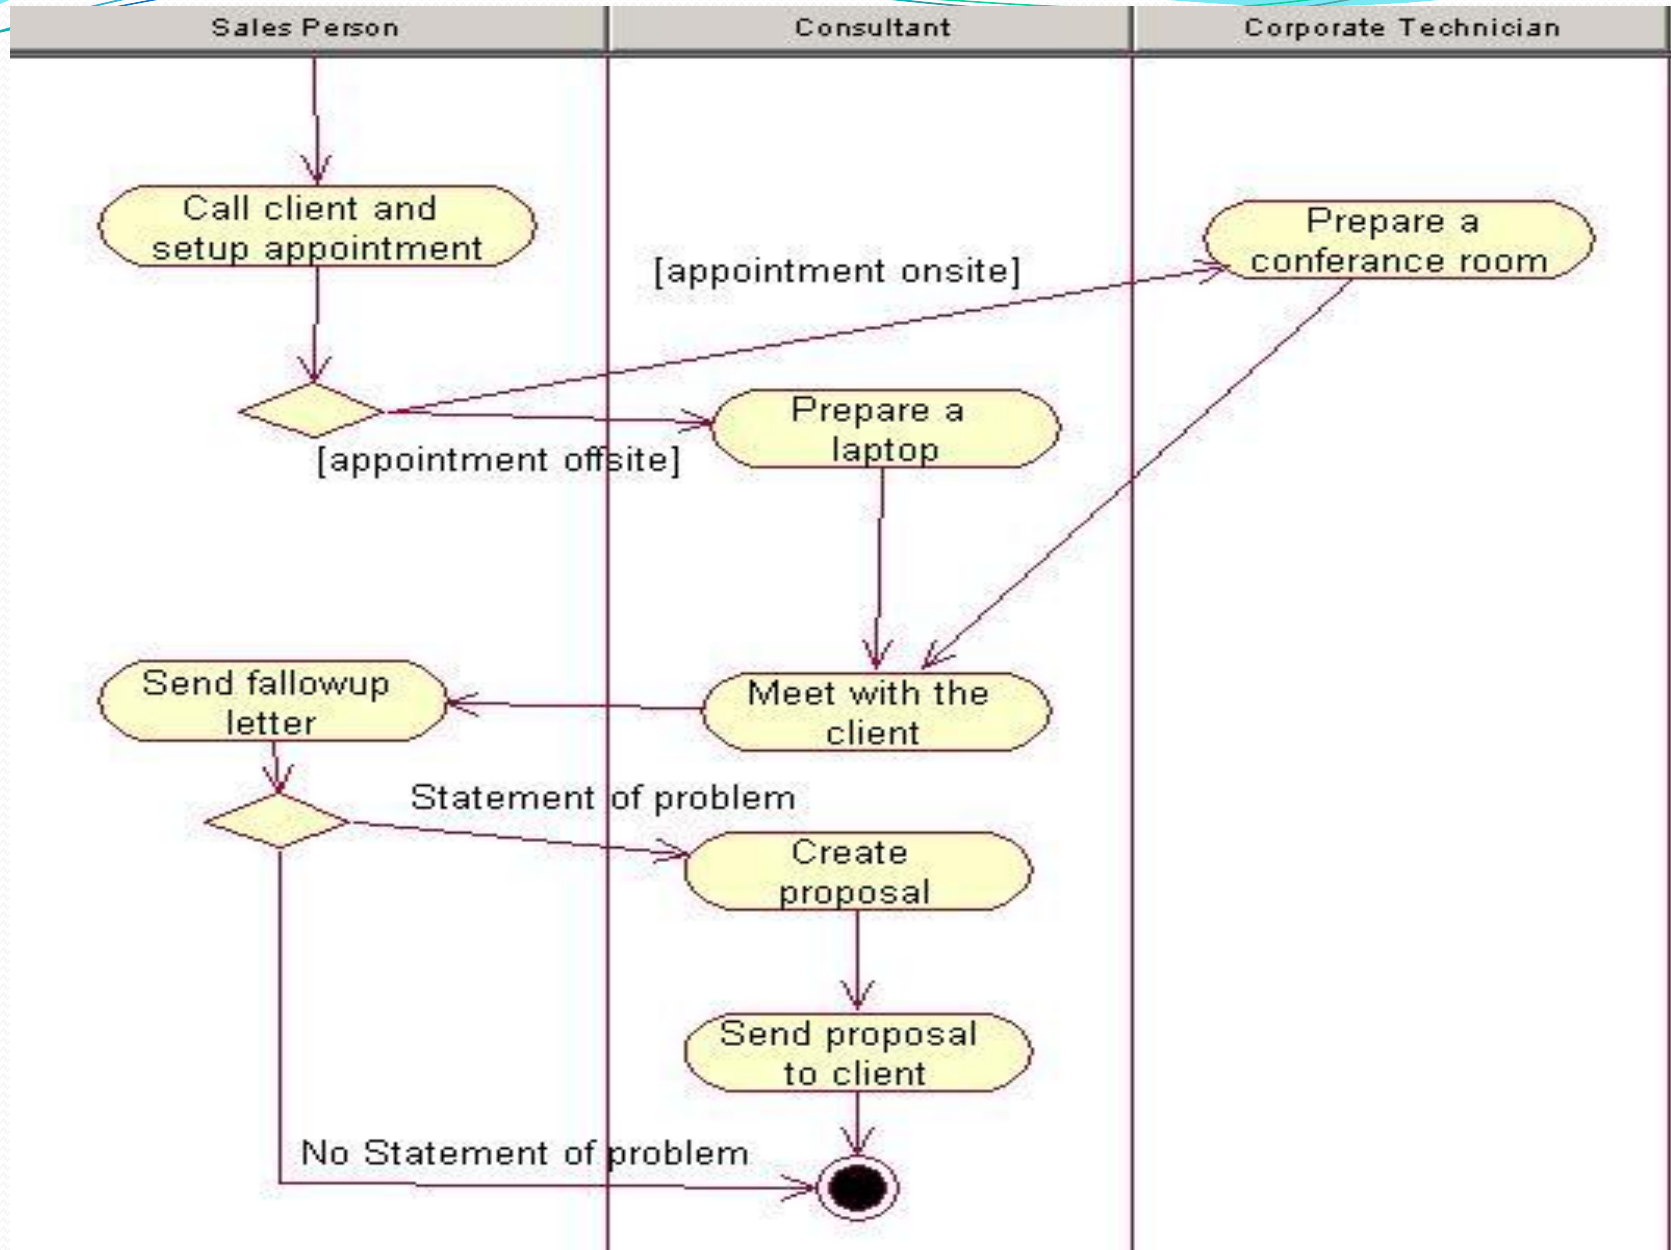 Sales Person
Consultant
Corporate Technician
Call client and
setup appointment
[appointment onsite]
Prepare a
conferance room
Prepare a
laptop
[appointment offsite]
Send fallowup
letter
Meet with the
client
Statement of problem
Create
proposal
Send proposal
to client
No Statement of problem